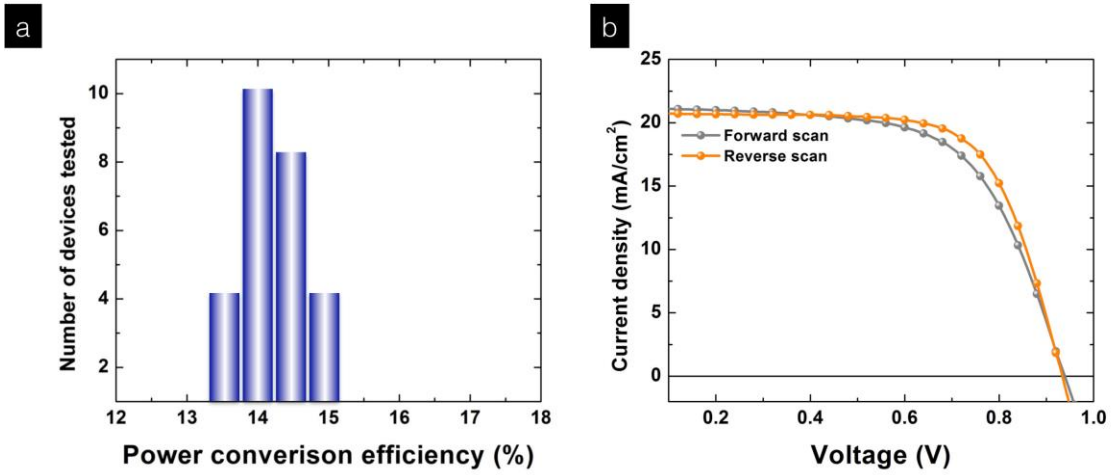 a
10
8
6
4
2
12 13 14 15 16 17 18
Number of devices tested
Power converison efficiency (%)
b
25
20
15
10
5
0
0.2 0.4 0.6 0.8 1.0
Current density (mA/cm²)
Voltage (V)
Forward scan
Reverse scan